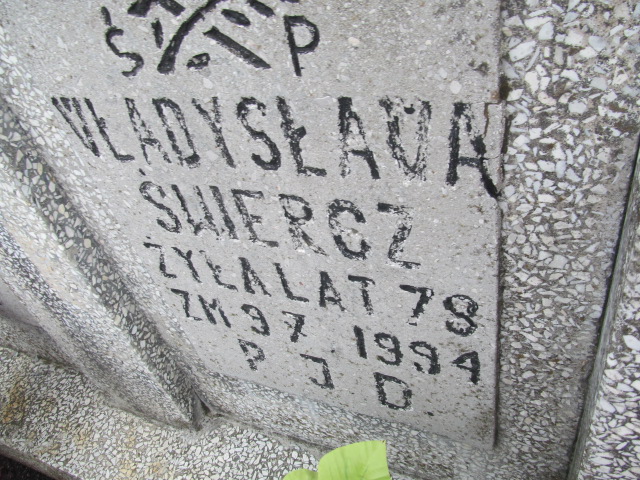 Ś P
WŁADYSŁAWA
ŚWIERCZ
ŻYŁA LAT 78
ZM 9 7 1994
P J D